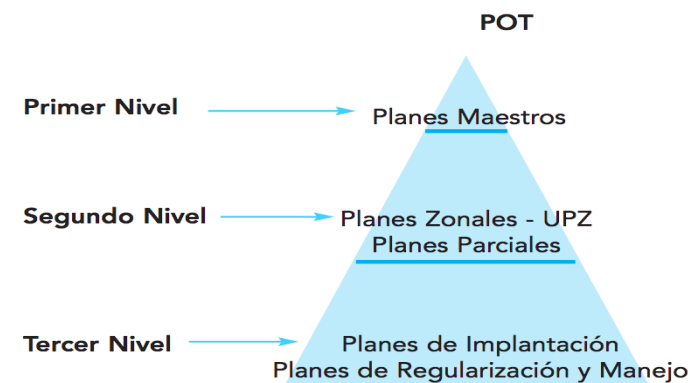 POT
Primer Nivel
Planes Maestros
Segundo Nivel
Planes Zonales - UPZ
Planes Parciales
Tercer Nivel
Planes de Implantación
Planes de Regularización y Manejo